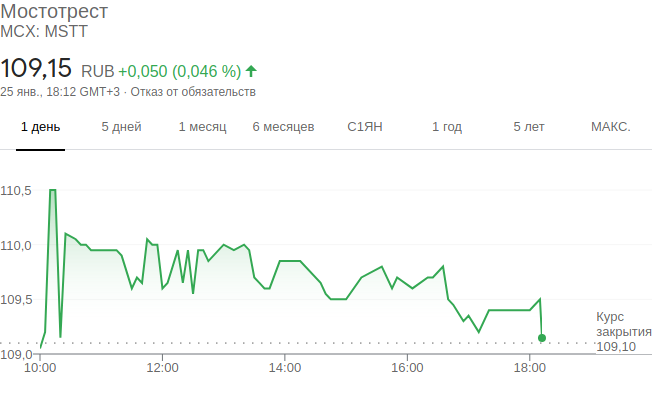 Мостотрест
MCX: MSTT
109,15 RUB +0,050 (0,046 %)
25 янв., 18:12 GMT+3 · Отказ от обязательств
1 день 5 дней 1 месяц 6 месяцев С1ЯН 1 год 5 лет МАКС.
110,5
110,0
109,5
Курс
закрытия
109,10
109,0
10:00 12:00 14:00 16:00 18:00